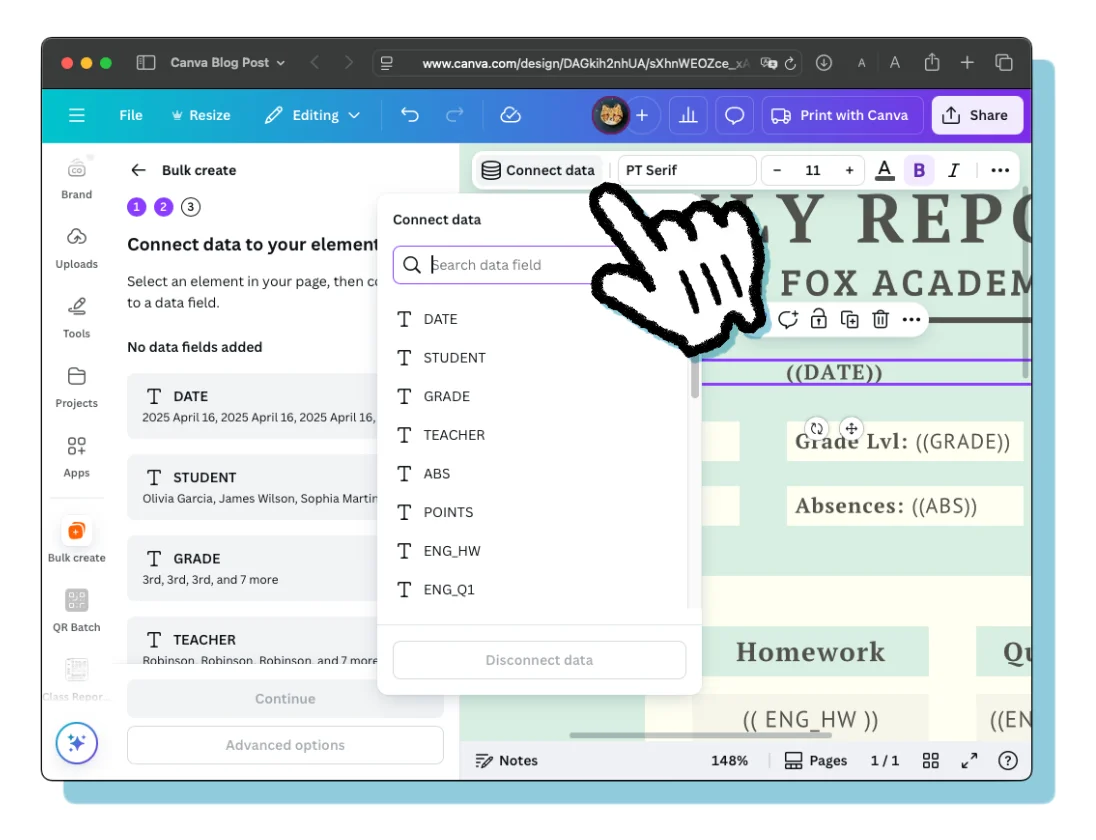 Canva Blog Post
www.canva.com/design/DAGkih2nhUA/sXhnWEOZce_xA
A
A
File
Resize
Editing
+
Print with Canva
Share
Brand
Uploads
Tools
Projects
Apps
Bulk create
QR Batch
Class Repor...
Bulk create
1 2 3
Connect data to your element
Select an element in your page, then co
to a data field.
No data fields added
DATE
2025 April 16, 2025 April 16, 2025 April 16,
STUDENT
Olivia Garcia, James Wilson, Sophia Martin
GRADE
3rd, 3rd, 3rd, and 7 more
TEACHER
Robinson, Robinson, Robinson, and 7 more
Continue
Advanced options
Connect data
PT Serif
– 11 +
A
B
I
Connect data
Search data field
DATE
STUDENT
GRADE
TEACHER
ABS
POINTS
ENG_HW
ENG_Q1
Disconnect data
LY REPO
FOX ACADEM
((DATE))
Grade Lvl: ((GRADE))
Absences: ((ABS))
Homework
Qu
(( ENG_HW ))
((EN
Notes
148%
Pages
1 / 1